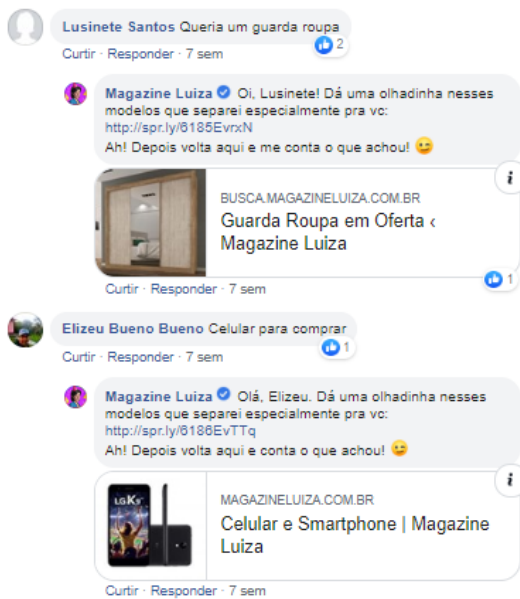 Lusinete Santos Queria um guarda roupa
2
Curtir · Responder · 7 sem
Magazine Luiza Oi, Lusinete! Dá uma olhadinha nesses
modelos que separei especialmente pra vc:
http://spr.ly/6185EvrxN
Ah! Depois volta aqui e me conta o que achou! 😉
BUSCA.MAGAZINELUIZA.COM.BR
Guarda Roupa em Oferta ‹
Magazine Luiza
1
Curtir · Responder · 7 sem
Elizeu Bueno Bueno Celular para comprar
1
Curtir · Responder · 7 sem
Magazine Luiza Olá, Elizeu. Dá uma olhadinha nesses
modelos que separei especialmente pra vc:
http://spr.ly/6186EvTTq
Ah! Depois volta aqui e conta o que achou! 😉
LG K9
MAGAZINELUIZA.COM.BR
Celular e Smartphone | Magazine
Luiza
Curtir · Responder · 7 sem